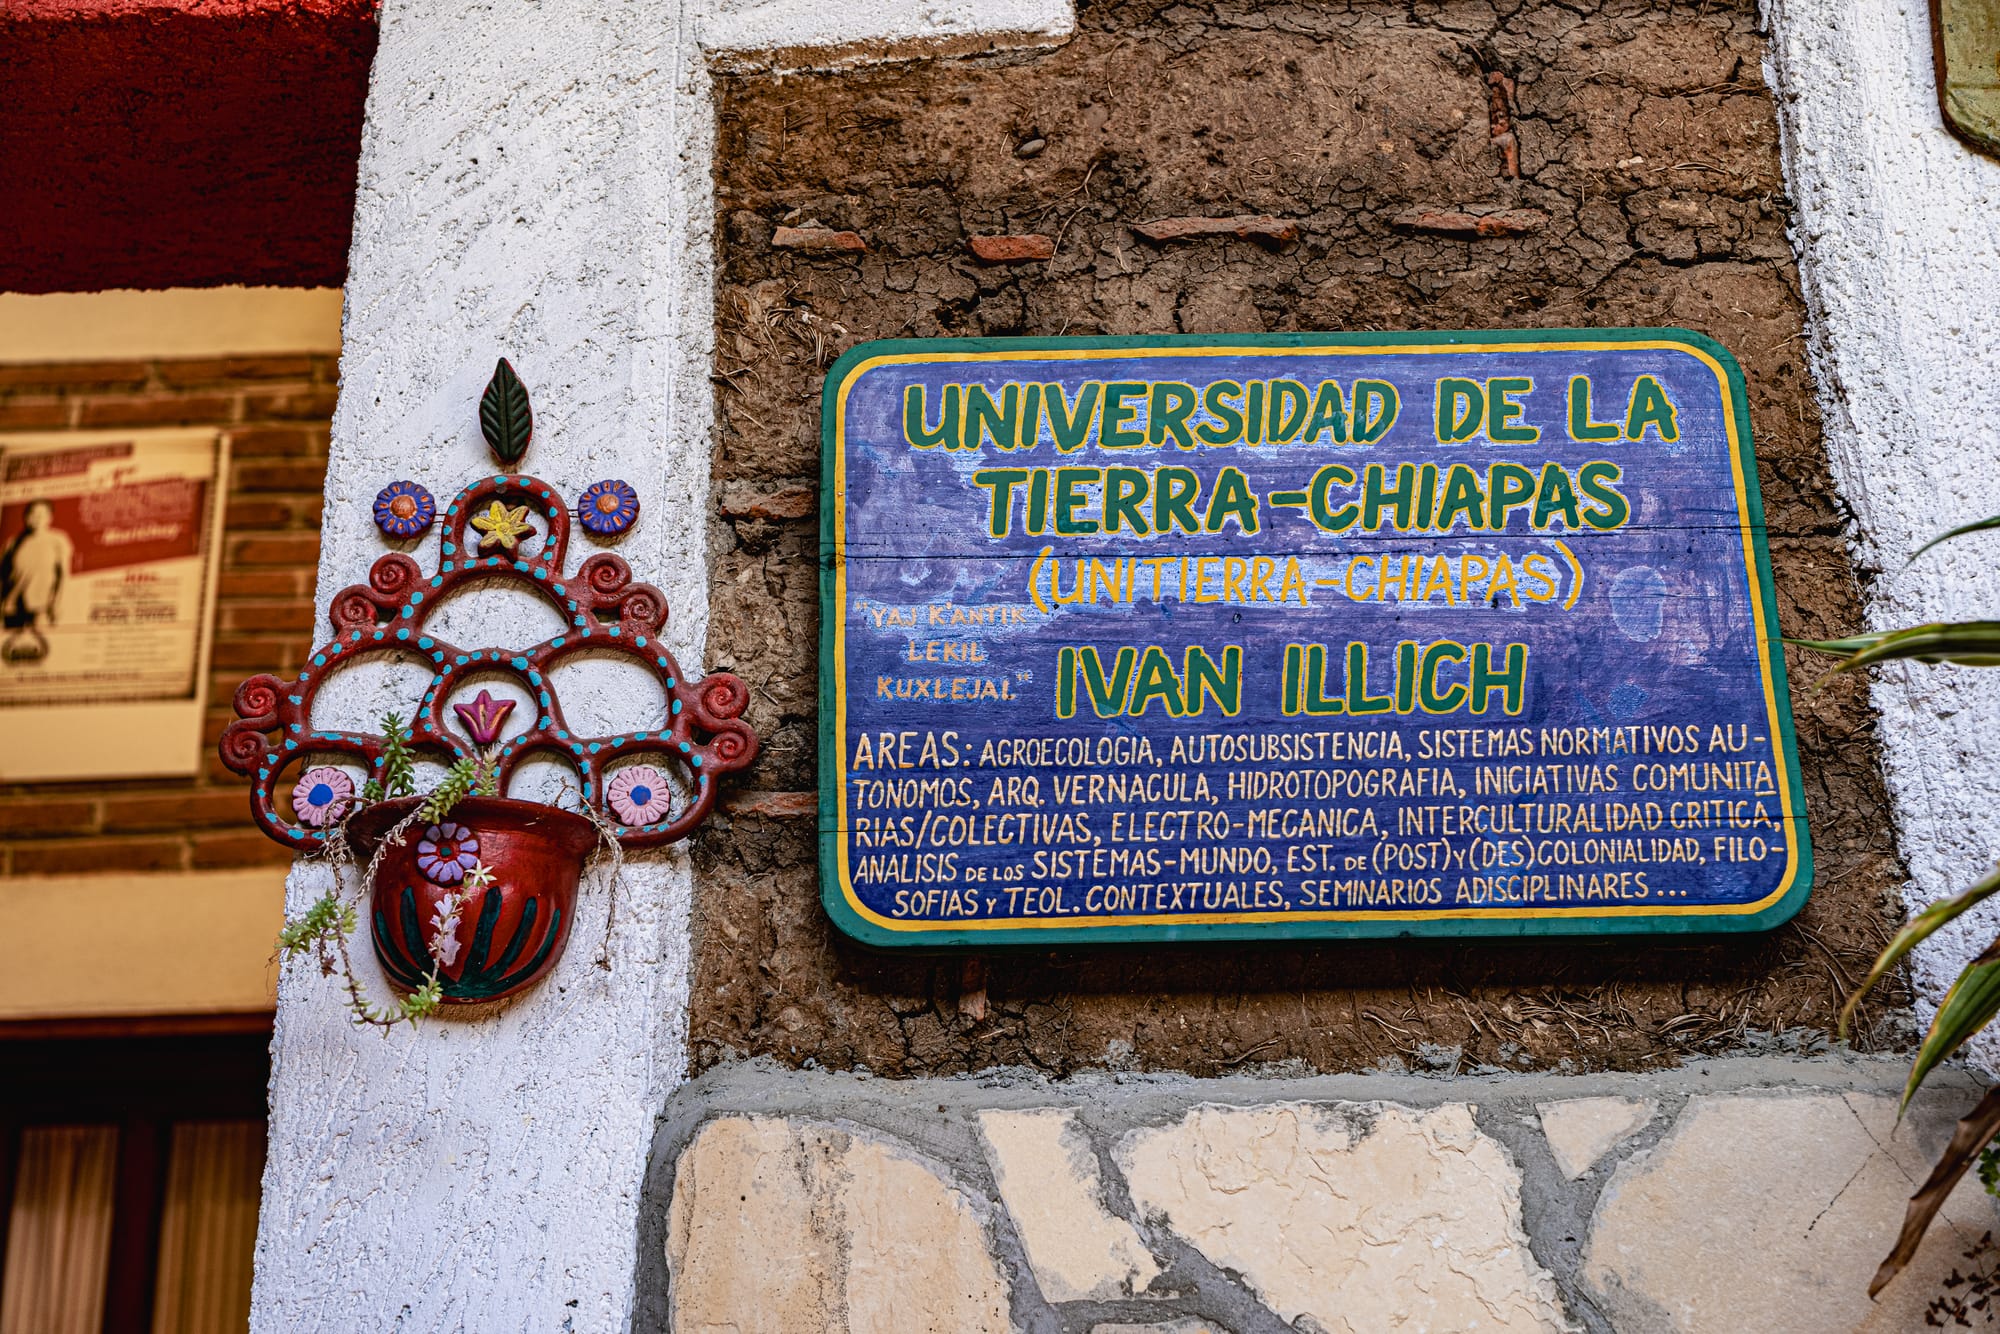 UNIVERSIDAD DE LA
TIERRA-CHIAPAS
(UNITIERRA-CHIAPAS)
"YAJ K'ANTIK
LEKIL
KUXLEJAL."
IVAN ILLICH
AREAS: AGROECOLOGIA, AUTOSUBSISTENCIA, SISTEMAS NORMATIVOS AU-
TONOMOS, ARQ. VERNACULA, HIDROTOPOGRAFIA, INICIATIVAS COMUNITA
RIAS/COLECTIVAS, ELECTRO-MECANICA, INTERCULTURALIDAD CRITICA,
ANALISIS DE LOS SISTEMAS-MUNDO, EST. DE (POST) Y (DES)COLONIALIDAD, FILO-
SOFIAS Y TEOL. CONTEXTUALES, SEMINARIOS ADISCIPLINARES ...